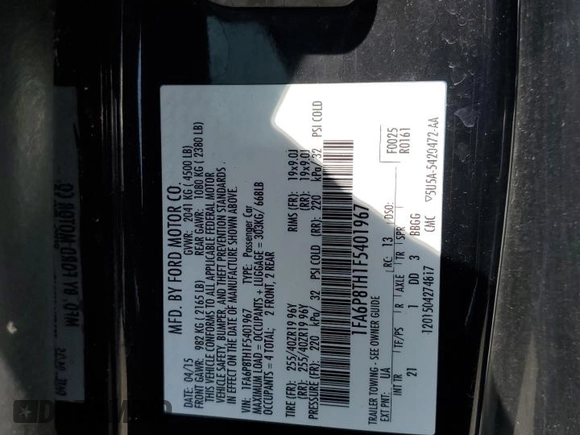 MFD. BY FORD MOTOR CO.
DATE: 04/15 GVWR: 2041 KG ( 4500 LB)
FRONT GAWR: 982 KG ( 2165 LB) REAR GAWR: 1080 KG ( 2380 LB)
THIS VEHICLE CONFORMS TO ALL APPLICABLE FEDERAL MOTOR
VEHICLE SAFETY, BUMPER, AND THEFT PREVENTION STANDARDS
IN EFFECT ON THE DATE OF MANUFACTURE SHOWN ABOVE.
VIN: 1FA6P8TH1F5401967 TYPE: Passenger Car
MAXIMUM LOAD = OCCUPANTS + LUGGAGE = 303KG/ 668LB
OCCUPANTS = 4 TOTAL: 2 FRONT, 2 REAR
TIRE (FR): 255/40ZR19 96Y RIMS (FR): 19x9.0J
(RR): 255/40ZR19 96Y (RR): 19x9.0J
PRESSURE (FR): 220 kPa/ 32 PSI COLD (RR): 220 kPa/ 32 PSI COLD
1FA6P8TH1F5401967
TRAILER TOWING - SEE OWNER GUIDE
F0025
R0161
EXT PNT: UA RC: 13 DSO:
INT TR TF/PS R AXLE TR SPR
21 1 DD 3 BBGG
1201504274617 CMC 5U5A-5420472-AA
MFD. BY FORD MOTOR CO.